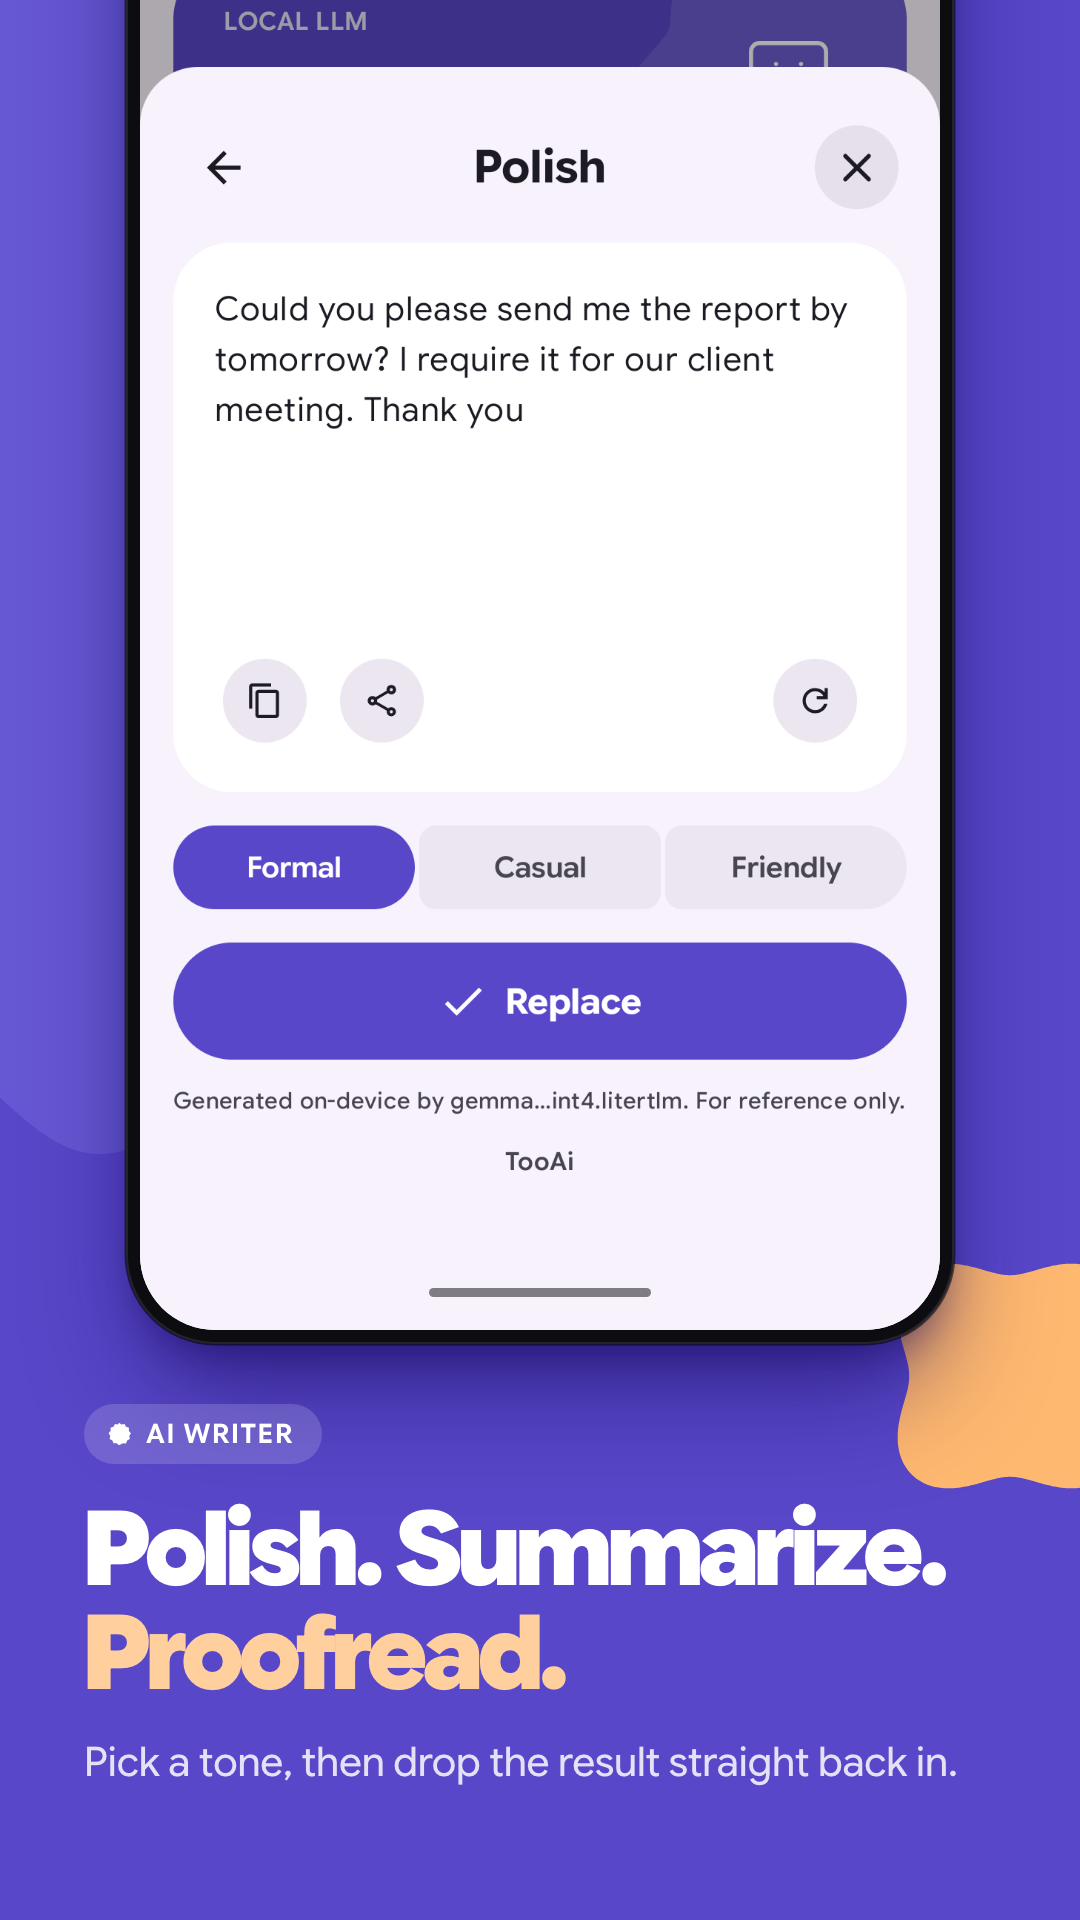 LOCAL LLM
Polish
Could you please send me the report by
tomorrow? I require it for our client
meeting. Thank you
Formal
Casual
Friendly
Replace
Generated on-device by gemma...int4.litertlm. For reference only.
TooAi
AI WRITER
Polish. Summarize.
Proofread.
Pick a tone, then drop the result straight back in.